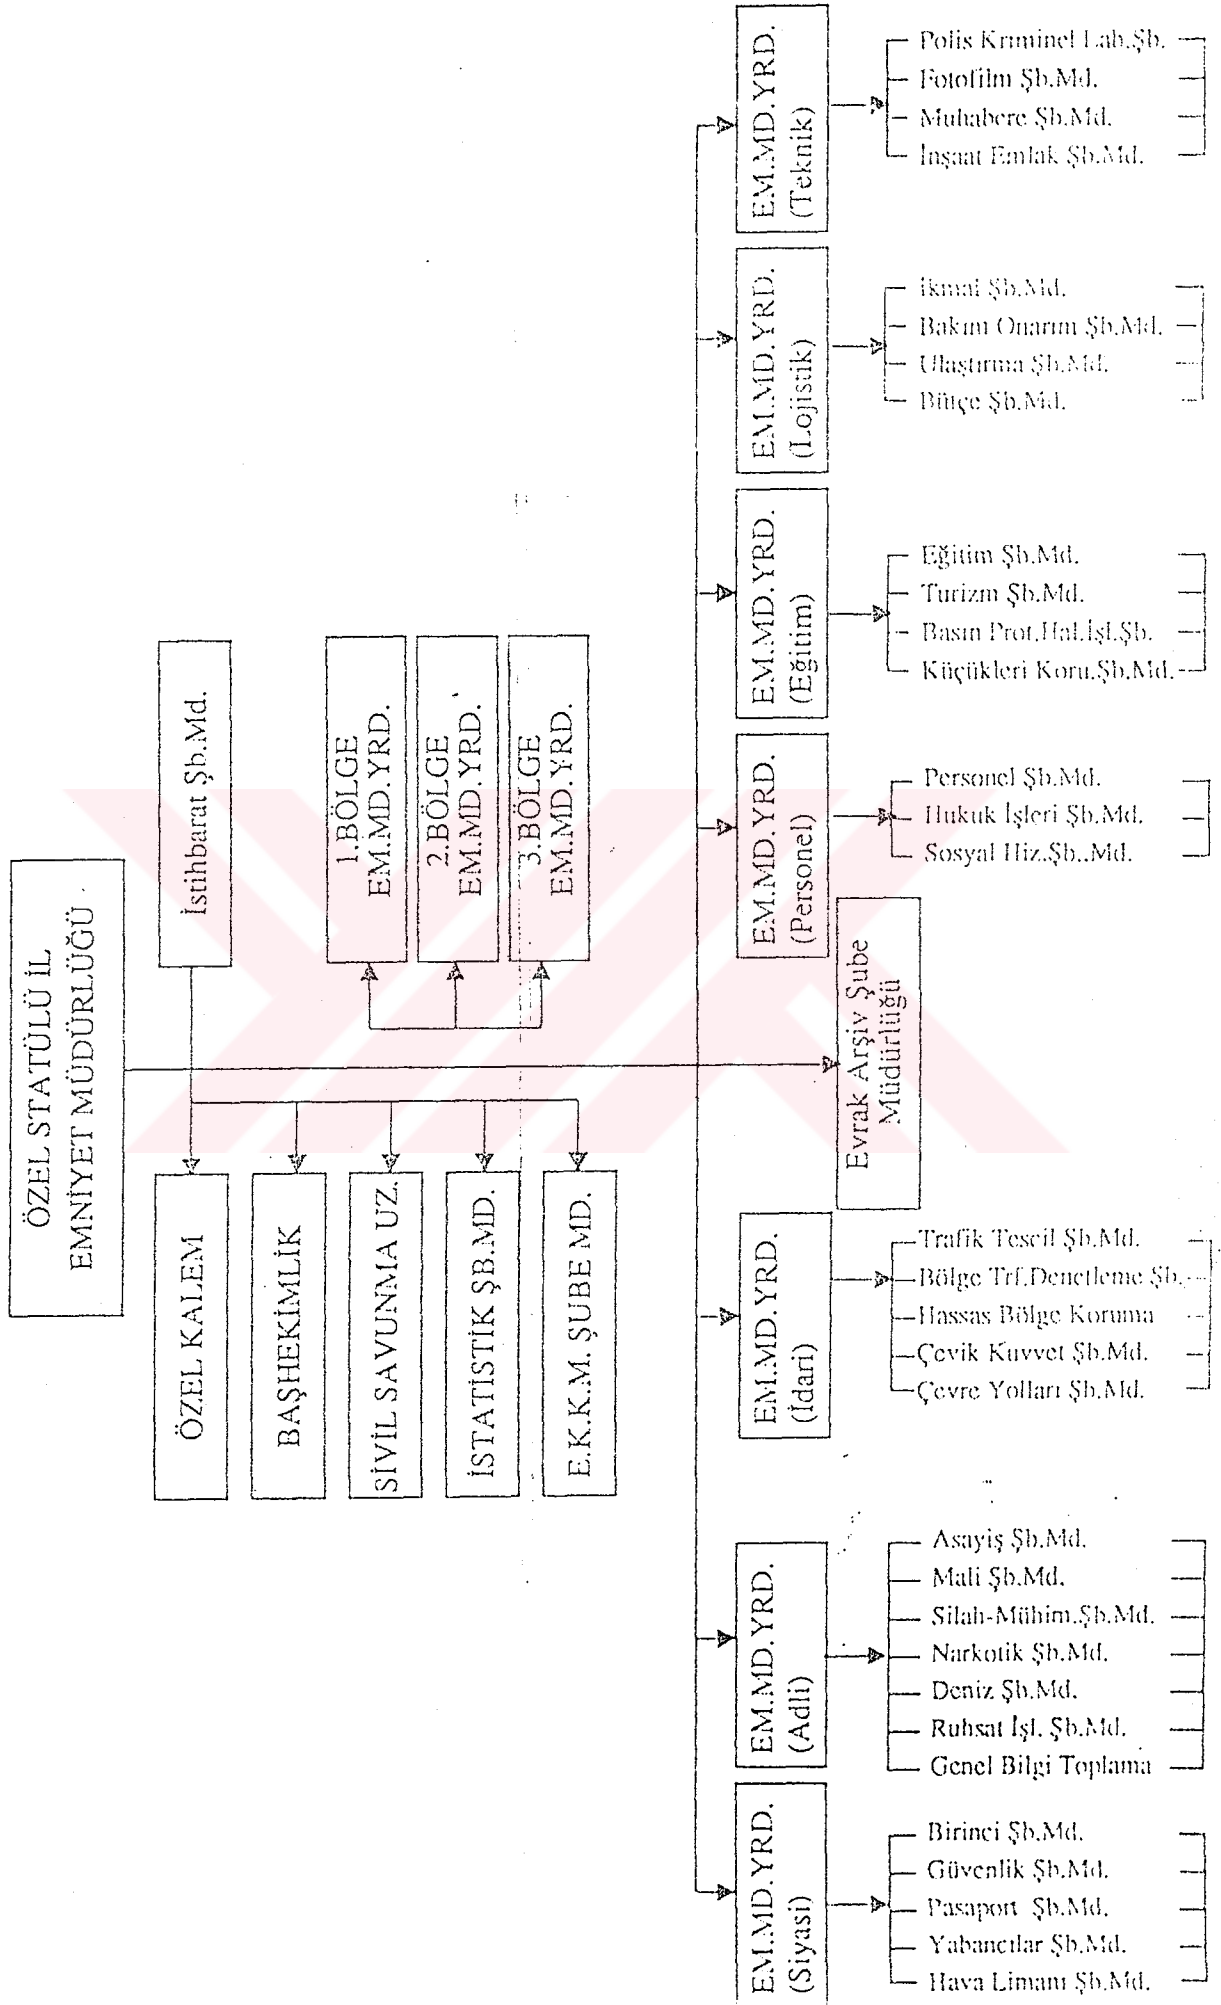 ÖZEL STATÜLÜ İL
EMNİYET MÜDÜRLÜĞÜ
ÖZEL KALEM
İstihbarat Şb.Md.
BAŞHEKİMLİK
SİVİL SAVUNMA UZ.
İSTATİSTİK ŞB.MD.
E.K.K.M. ŞUBE MD.
1.BÖLGE
EM.MD.YRD.
2.BÖLGE
EM.MD.YRD.
3.BÖLGE
EM.MD.YRD.
EM.MD.YRD.
(Siyasi)
Birinci Şb.Md.
Güvenlik Şb.Md.
Pasaport Şb.Md.
Yabancılar Şb.Md.
Hava Limanı Şb.Md.
EM.MD.YRD.
(Adli)
Asayiş Şb.Md.
Mali Şb.Md.
Silah-Mühim.Şb.Md.
Narkotik Şb.Md.
Deniz Şb.Md.
Ruhsat İşl. Şb.Md.
Genel Bilgi Toplama
EM.MD.YRD.
(İdari)
Trafik Tescil Şb.Md.
Bölge Trf.Denetleme Şb.
Hassas Bölge Koruma
Çevik Kuvvet Şb.Md.
Çevre Yolları Şb.Md.
Evrak Arşiv Şube
Müdürlüğü
EM.MD.YRD.
(Personel)
Personel Şb.Md.
Hukuk İşleri Şb.Md.
Sosyal Hiz.Şb..Md.
EM.MD.YRD.
(Eğitim)
Eğitim Şb.Md.
Turizm Şb.Md.
Basın Prot.Hal.İşl.Şb.
Küçükleri Koru.Şb.Md.
EM.MD.YRD.
(Lojistik)
İkmal Şb.Md.
Bakım Onarım Şb.Md.
Ulaştırma Şb.Md.
Bütçe Şb.Md.
EM.MD.YRD.
(Teknik)
Polis Kriminel Lab.Şb.
Fotofilm Şb.Md.
Muhabere Şb.Md.
İnşaat Emlak Şb.Md.